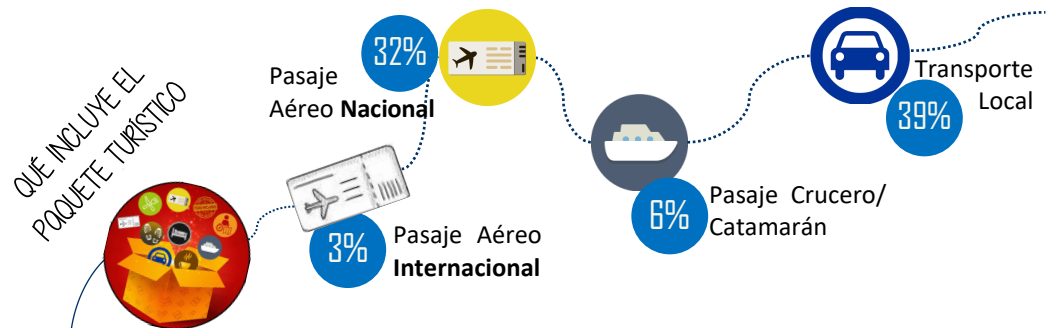 QUÉ INCLUYE EL
PAQUETE TURÍSTICO
3%
Pasaje Aéreo
Internacional
32%
Pasaje
Aéreo Nacional
6%
Pasaje Crucero/
Catamarán
Transporte
Local
39%